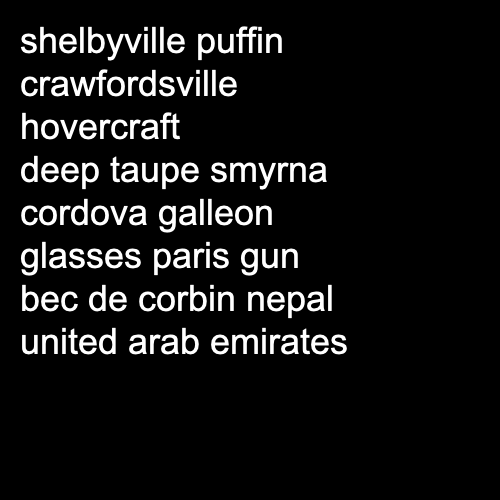 shelbyville puffin
crawfordsville
hovercraft
deep taupe smyrna
cordova galleon
glasses paris gun
bec de corbin nepal
united arab emirates